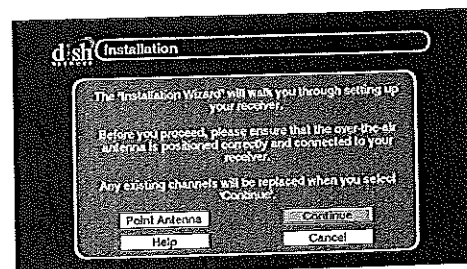 dish
NETWORK
Installation
The "Installation Wizard" will walk you through setting up
your receiver.
Before you proceed, please ensure that the over-the-air
antenna is positioned correctly and connected to your
receiver.
Any existing channels will be replaced when you select
"Continue".
Point Antenna
Continue
Help
Cancel